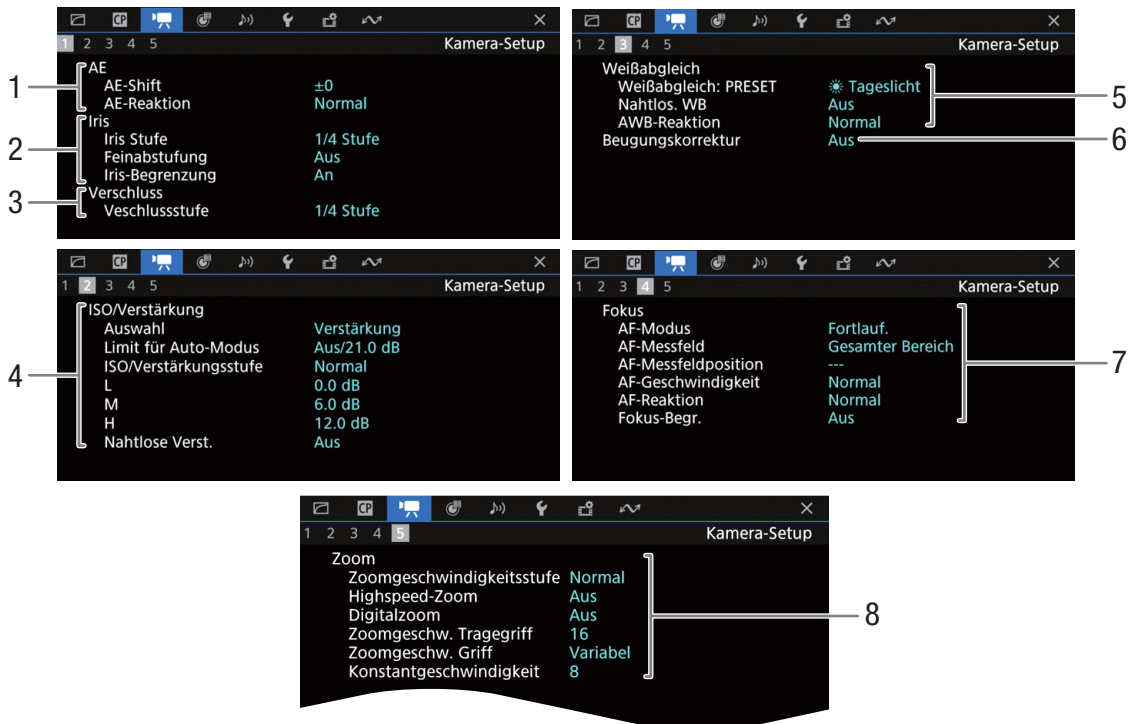 CP
1 2 3 4 5 Kamera-Setup
1
AE
AE-Shift ±0
AE-Reaktion Normal
2
Iris
Iris Stufe 1/4 Stufe
Feinabstufung Aus
Iris-Begrenzung An
3
Verschluss
Veschlussstufe 1/4 Stufe
CP
1 2 3 4 5 Kamera-Setup
Weißabgleich
Weißabgleich: PRESET Tageslicht
Nahtlos. WB Aus
AWB-Reaktion Normal
5
Beugungskorrektur Aus
6
CP
1 2 3 4 5 Kamera-Setup
4
ISO/Verstärkung
Auswahl Verstärkung
Limit für Auto-Modus Aus/21.0 dB
ISO/Verstärkungsstufe Normal
L 0.0 dB
M 6.0 dB
H 12.0 dB
Nahtlose Verst. Aus
CP
1 2 3 4 5 Kamera-Setup
Fokus
AF-Modus Fortlauf.
AF-Messfeld Gesamter Bereich
AF-Messfeldposition ---
AF-Geschwindigkeit Normal
AF-Reaktion Normal
Fokus-Begr. Aus
7
CP
1 2 3 4 5 Kamera-Setup
Zoom
Zoomgeschwindigkeitsstufe Normal
Highspeed-Zoom Aus
Digitalzoom Aus
Zoomgeschw. Tragegriff 16
Zoomgeschw. Griff Variabel
Konstantgeschwindigkeit 8
8